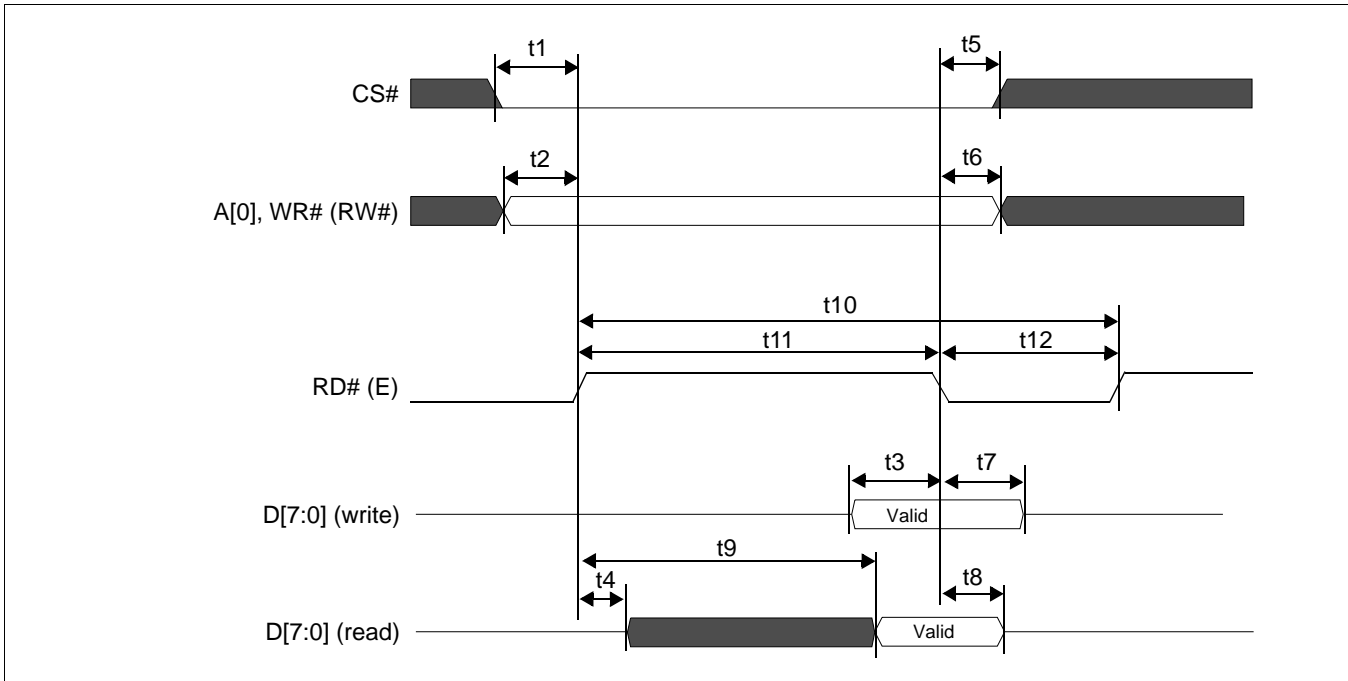 t1 t5
CS#
t2 t6
A[0], WR# (RW#)
t10
t11 t12
RD# (E)
t3 t7
D[7:0] (write) Valid
t9
t4 t8
D[7:0] (read) Valid